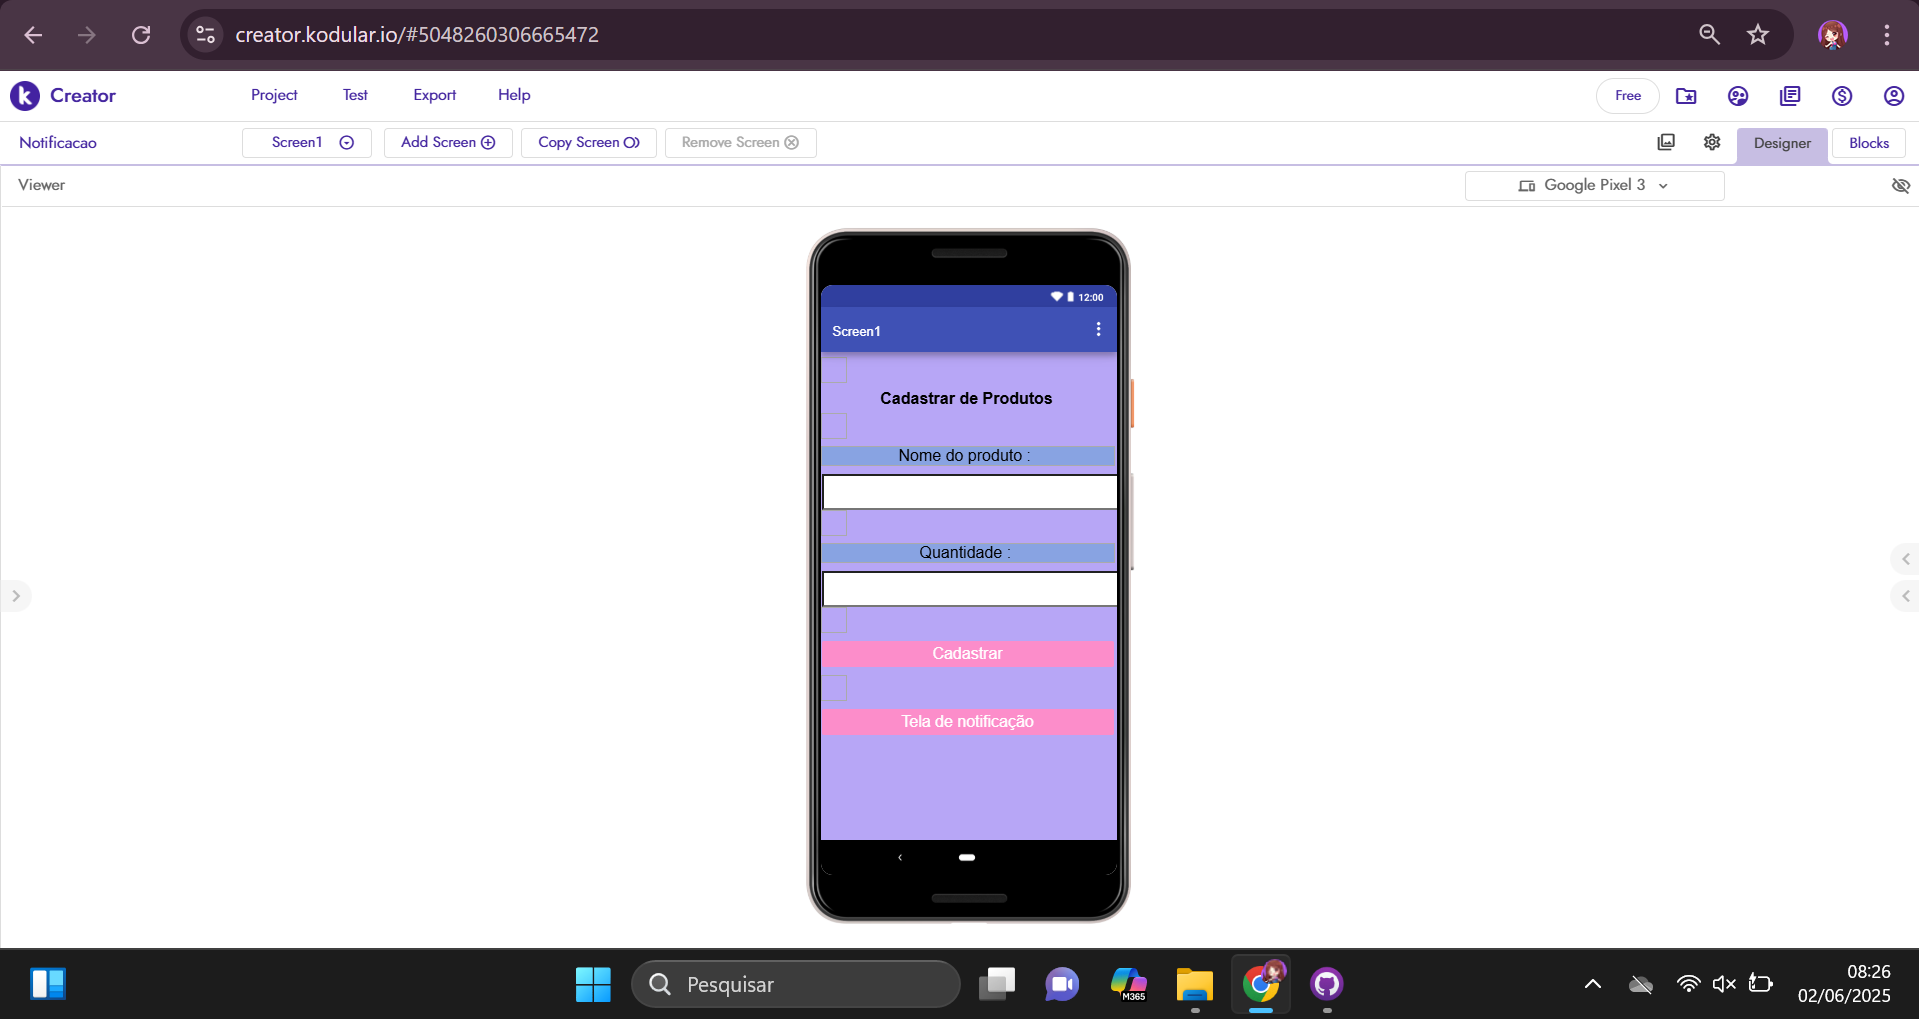 creator.kodular.io/#5048260306665472
Creator Project Test Export Help Free
Notificacao Screen1 Add Screen Copy Screen Remove Screen Designer Blocks
Viewer Google Pixel 3
12:00
Screen1
Cadastrar de Produtos
Nome do produto :
Quantidade :
Cadastrar
Tela de notificação
Pesquisar
M365
08:26
02/06/2025